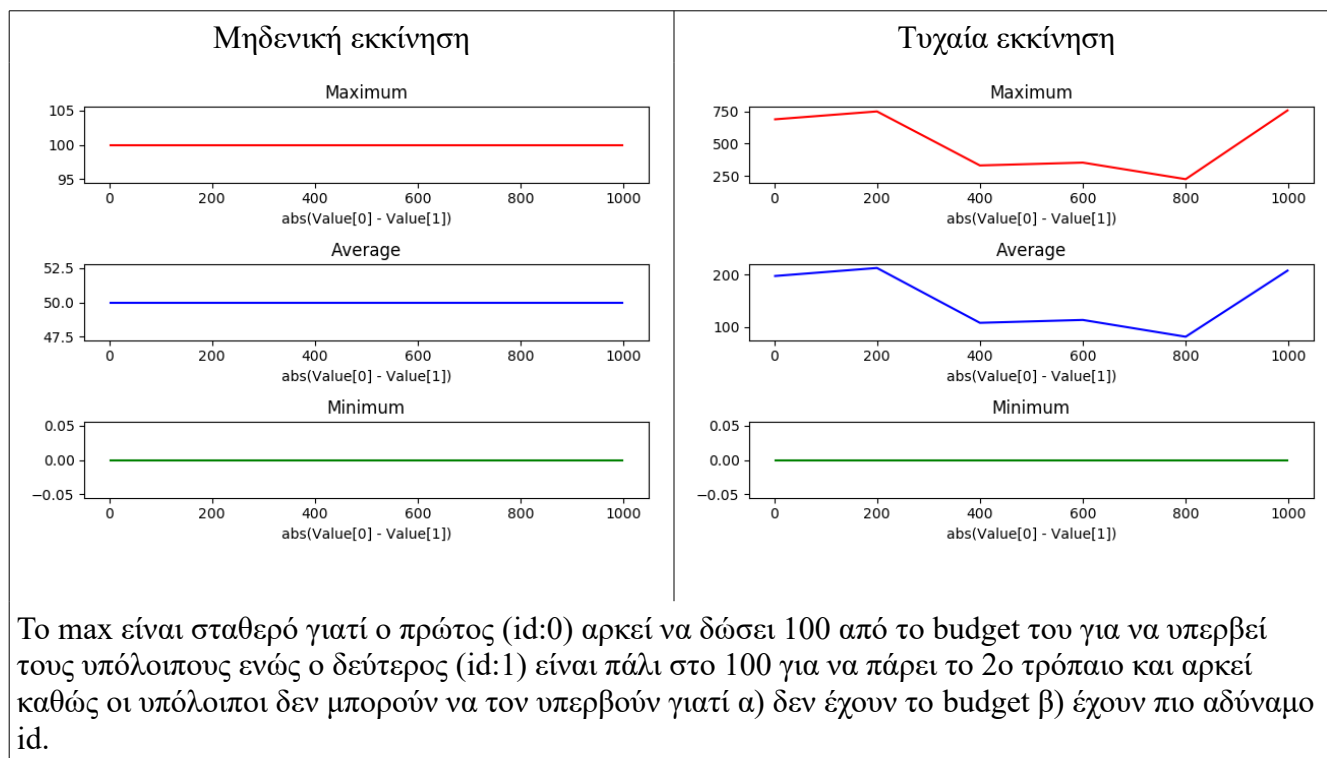 Μηδενική εκκίνηση
Τυχαία εκκίνηση
Maximum
105
100
95
0 200 400 600 800 1000
abs(Value[0] - Value[1])
Average
52.5
50.0
47.5
0 200 400 600 800 1000
abs(Value[0] - Value[1])
Minimum
0.05
0.00
−0.05
0 200 400 600 800 1000
abs(Value[0] - Value[1])
Maximum
750
500
250
0 200 400 600 800 1000
abs(Value[0] - Value[1])
Average
200
100
0 200 400 600 800 1000
abs(Value[0] - Value[1])
Minimum
0.05
0.00
−0.05
0 200 400 600 800 1000
abs(Value[0] - Value[1])
Το max είναι σταθερό γιατί ο πρώτος (id:0) αρκεί να δώσει 100 από το budget του για να υπερβεί
τους υπόλοιπους ενώς ο δεύτερος (id:1) είναι πάλι στο 100 για να πάρει το 2ο τρόπαιο και αρκεί
καθώς οι υπόλοιποι δεν μπορούν να τον υπερβούν γιατί α) δεν έχουν το budget β) έχουν πιο αδύναμο
id.